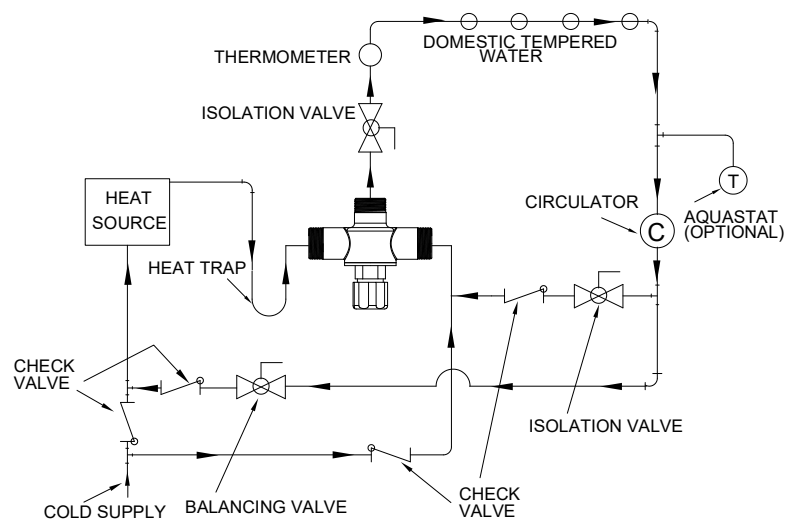 THERMOMETER
DOMESTIC TEMPERED
WATER
ISOLATION VALVE
HEAT
SOURCE
T
CIRCULATOR
AQUASTAT
(OPTIONAL)
C
HEAT TRAP
CHECK
VALVE
ISOLATION VALVE
COLD SUPPLY
BALANCING VALVE
CHECK
VALVE